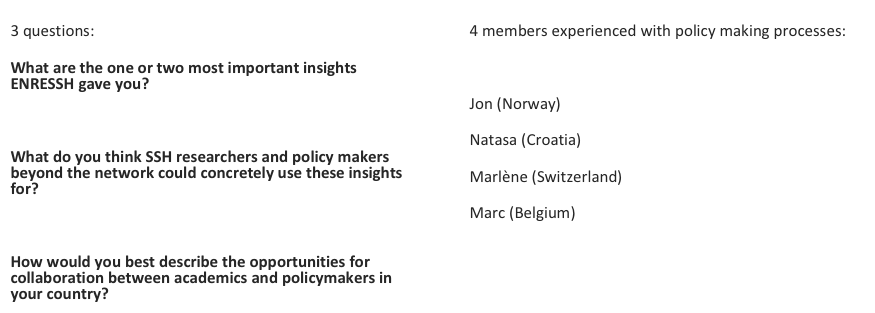 3 questions:
What are the one or two most important insights
ENRESSH gave you?
What do you think SSH researchers and policy makers
beyond the network could concretely use these insights
for?
How would you best describe the opportunities for
collaboration between academics and policymakers in
your country?
4 members experienced with policy making processes:
Jon (Norway)
Natasa (Croatia)
Marlène (Switzerland)
Marc (Belgium)